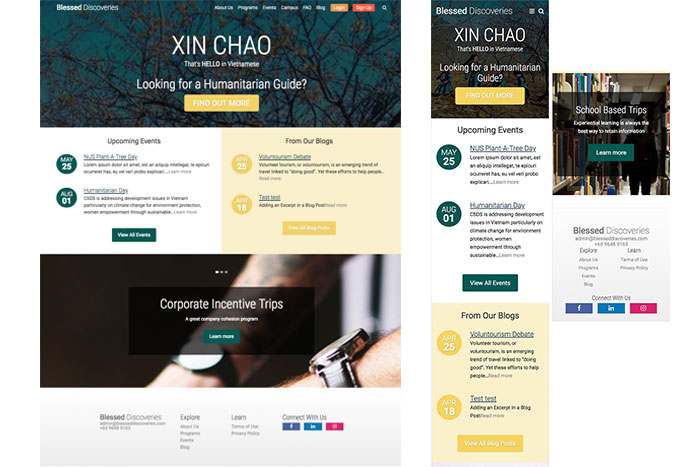 Blessed Discoveries
About Us Programs Events Campus FAQ Blog Login Sign Up
XIN CHAO
That's HELLO in Vietnamese
Looking for a Humanitarian Guide?
FIND OUT MORE
Upcoming Events
MAY 25
NUS Plant-A-Tree Day
Lorem ipsum dolor sit amet, clita aliquip instructior at pri, an etiam
ocurreret has, eu vel veri probo explicari....Learn more
AUG 01
Humanitarian Day
CSDS is addressing development issues in Vietnam
particularly on climate change for environment protection,
women empowerment through sustainable...Learn more
View All Events
From Our Blogs
APR 25
Voluntourism Debate
Volunteer tourism, or voluntourism, is an emerging trend of
travel linked to "doing good". Yet these efforts to help people...
Read more
APR 18
Test test
Adding an Excerpt in a Blog PostRead more
View All Blog Posts
Corporate Incentive Trips
A great company cohesion program
Learn more
Blessed Discoveries
admin@blesseddiscoveries.com
+65 9648 9163
Explore
About Us
Programs
Events
Blog
Learn
Terms of Use
Privacy Policy
Connect With Us
Blessed Discoveries
XIN CHAO
That's HELLO in Vietnamese
Looking for a Humanitarian
Guide?
FIND OUT MORE
Upcoming Events
MAY 25
NUS Plant-A-Tree Day
Lorem ipsum dolor sit amet,
instructior at pri, an etiam ocurreret
has, eu vel veri probo
explicari....Learn more
AUG 01
Humanitarian Day
CSDS is addressing development
issues in Vietnam particularly on
climate change for environment
protection, women
empowerment through
sustainable...Learn more
View All Events
From Our Blogs
APR 25
Voluntourism Debate
Volunteer tourism, or
voluntourism, is an emerging
trend of travel linked to "doing
good". Yet these efforts to help
people...Read more
APR 18
Test test
Adding an Excerpt in a Blog
PostRead more
View All Blog Posts
School Based Trips
Experiential learning is always the
best way to retain information
Learn more
Blessed Discoveries
admin@blesseddiscoveries.com
+65 9648 9163
Explore
About Us
Programs
Events
Blog
Learn
Terms of Use
Privacy Policy
Connect With Us